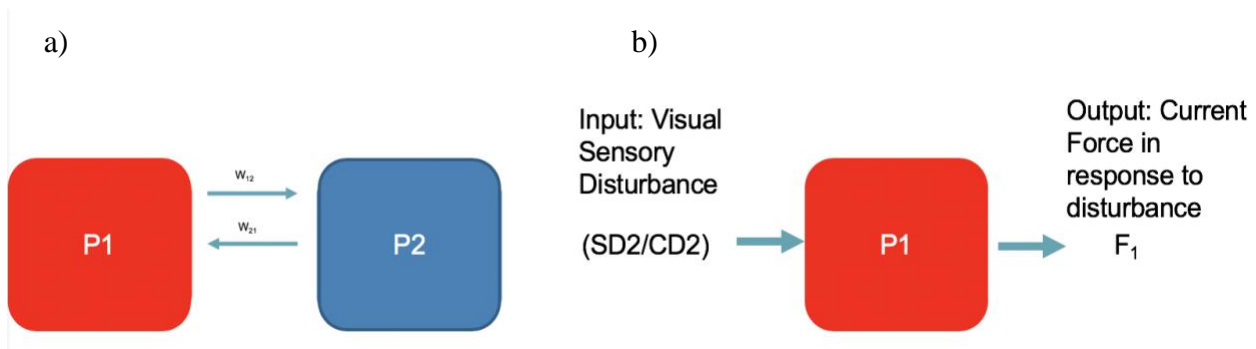 a)
P1
W12
W21
P2
b)
Input: Visual
Sensory
Disturbance
(SD2/CD2)
P1
Output: Current
Force in
response to
disturbance
F1